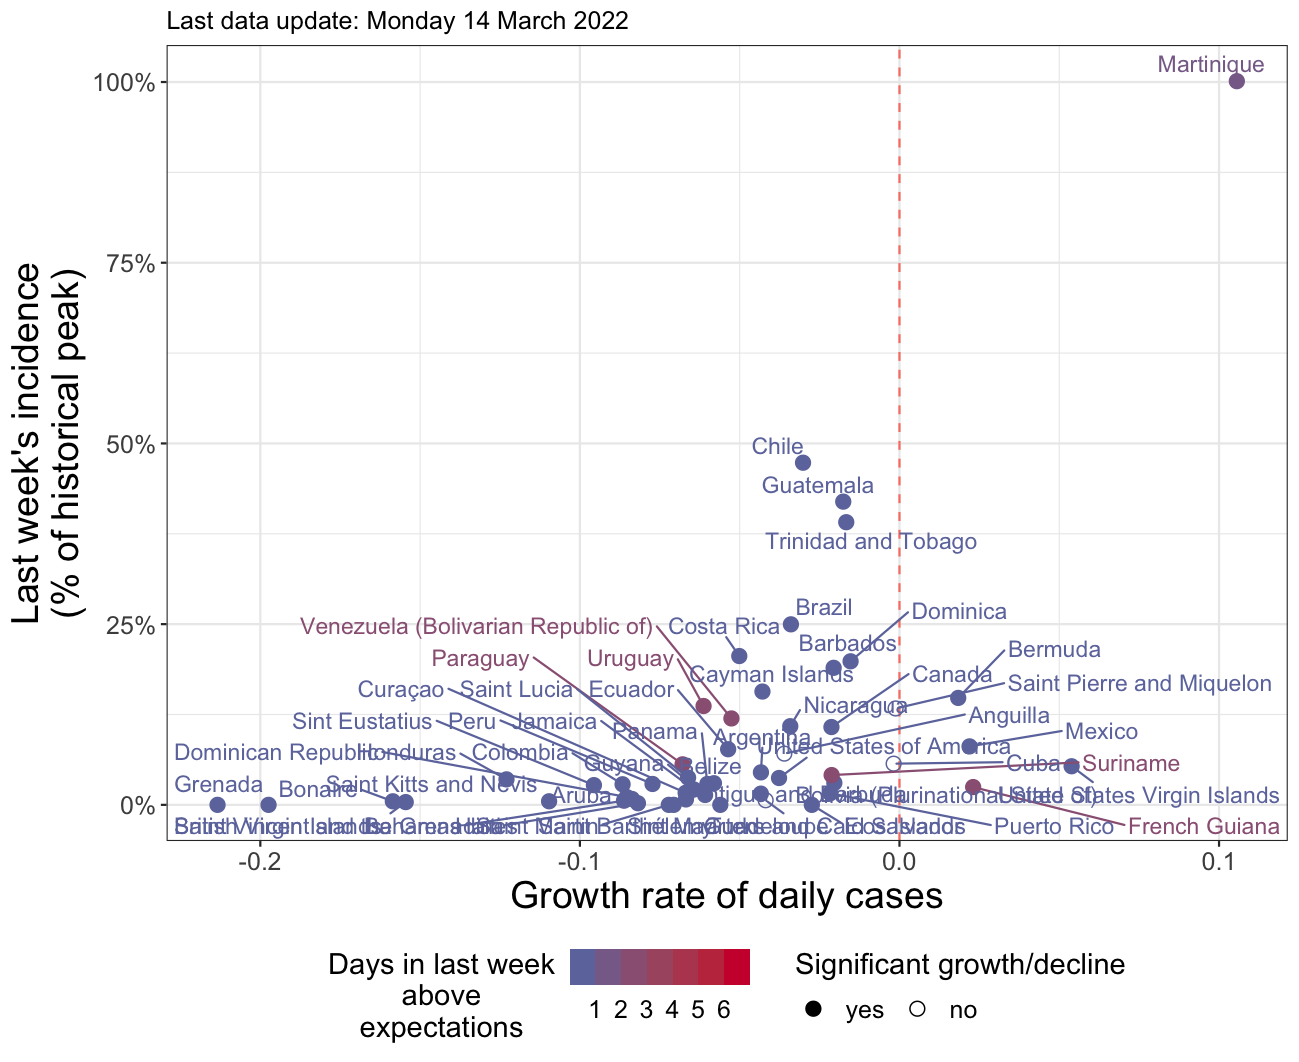 Last data update: Monday 14 March 2022
Last week's incidence
(% of historical peak)
100%
75%
50%
25%
0%
Martinique
Chile
Guatemala
Trinidad and Tobago
Brazil
Dominica
Venezuela (Bolivarian Republic of)
Costa Rica
Barbados
Bermuda
Paraguay
Uruguay
Cayman Islands
Canada
Saint Pierre and Miquelon
Curaçao
Saint Lucia
Ecuador
Nicaragua
Anguilla
Sint Eustatius
Peru
Jamaica
Panama
Argentina
Mexico
Dominican Republic
Honduras
Colombia
Guyana
Belize
United States of America
Cuba
Suriname
Grenada
Bonaire
Saint Kitts and Nevis
Aruba
United States Virgin Islands
Puerto Rico
French Guiana
-0.2
-0.1
0.0
0.1
Growth rate of daily cases
Days in last week
above
expectations
1 2 3 4 5 6
Significant growth/decline
yes
no